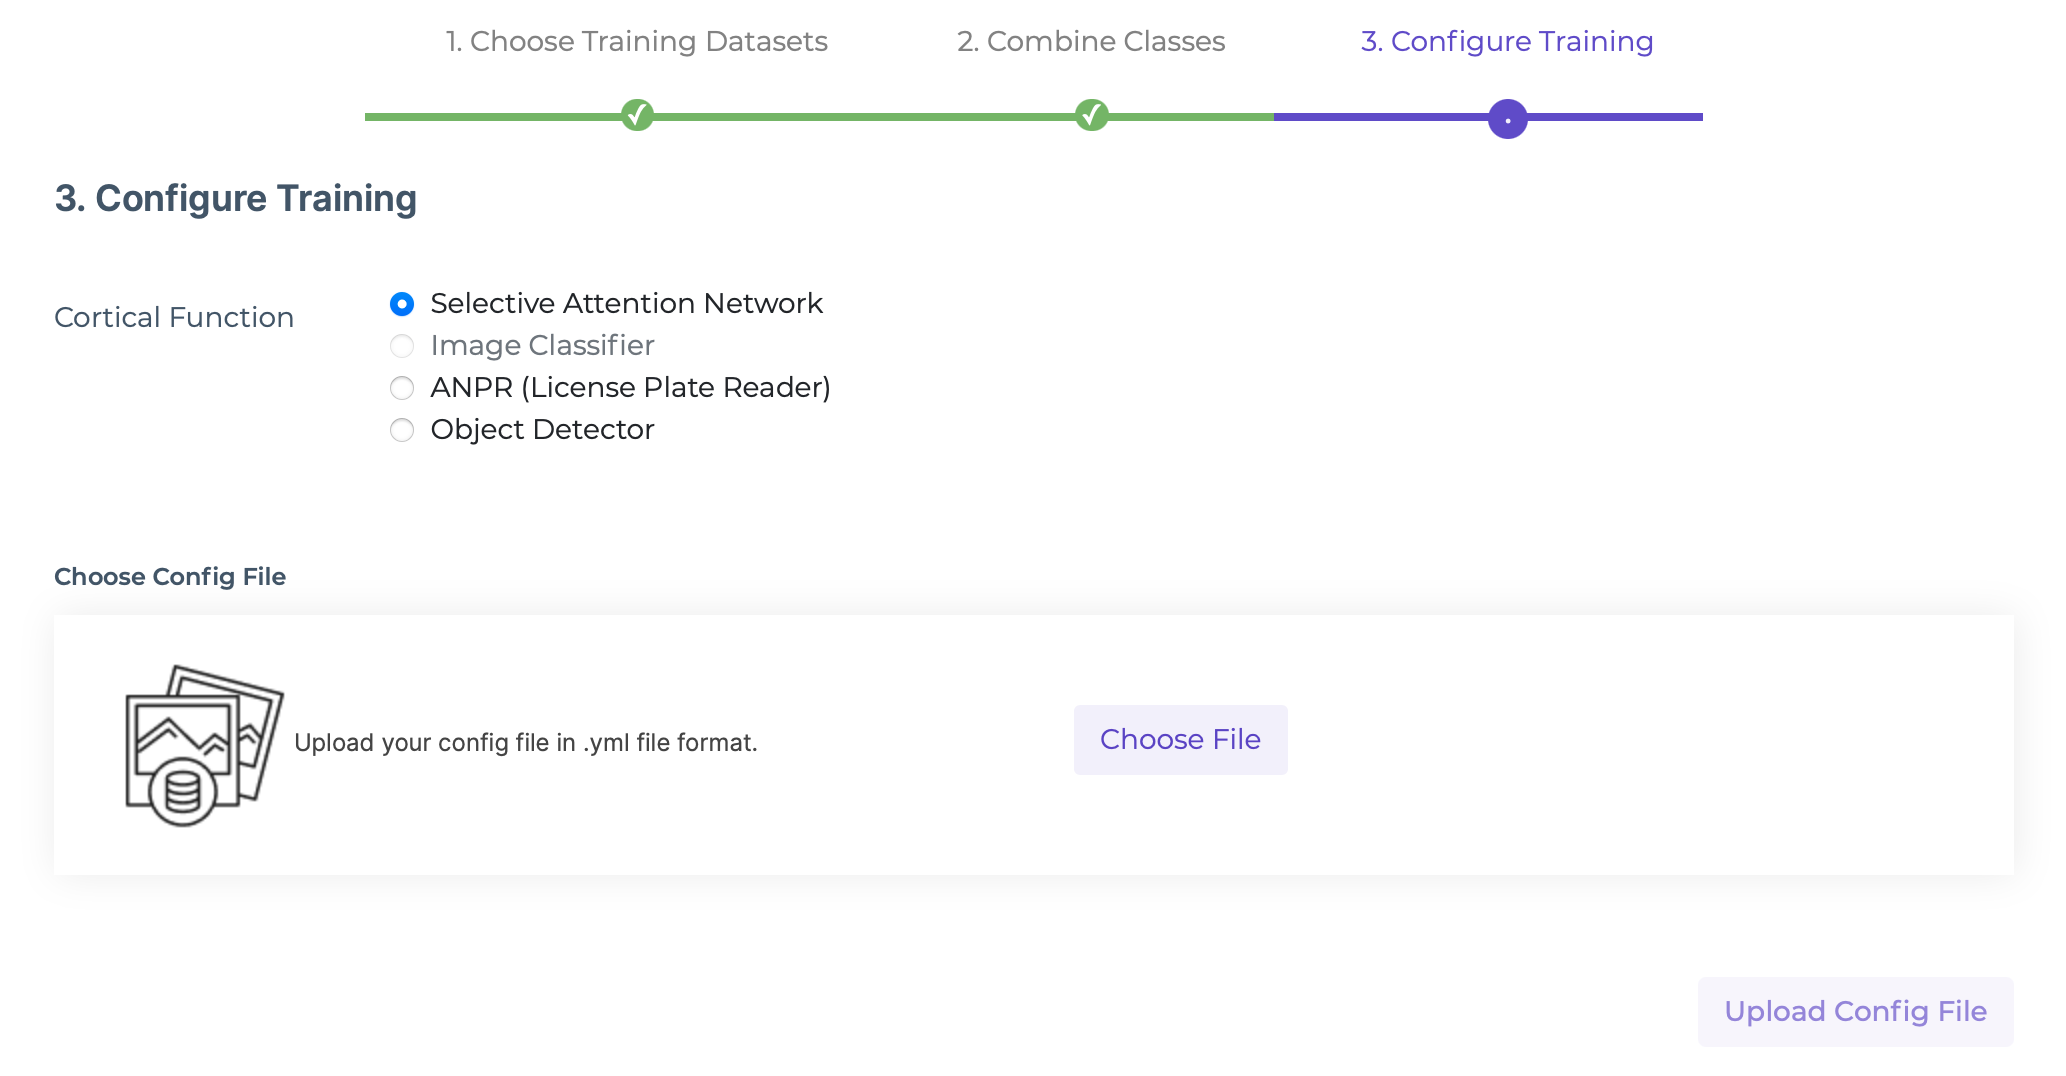 1. Choose Training Datasets
2. Combine Classes
3. Configure Training
3. Configure Training
Cortical Function
Selective Attention Network
Image Classifier
ANPR (License Plate Reader)
Object Detector
Choose Config File
Upload your config file in .yml file format.
Choose File
Upload Config File